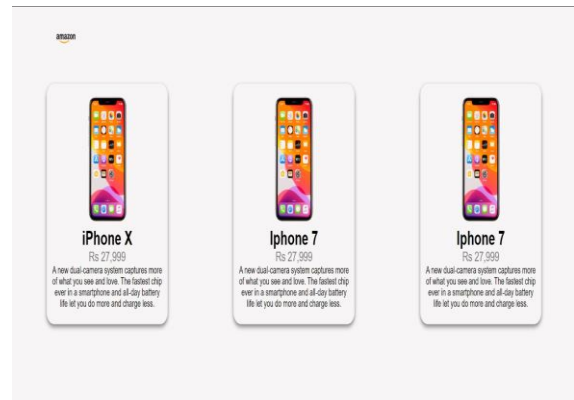 amazon
iPhone X
Rs 27,999
A new dual-camera system captures more
of what you see and love. The fastest chip
ever in a smartphone and all-day battery
life let you do more and charge less.
Iphone 7
Rs 27,999
A new dual-camera system captures more
of what you see and love. The fastest chip
ever in a smartphone and all-day battery
life let you do more and charge less.
Iphone 7
Rs 27,999
A new dual-camera system captures more
of what you see and love. The fastest chip
ever in a smartphone and all-day battery
life let you do more and charge less.